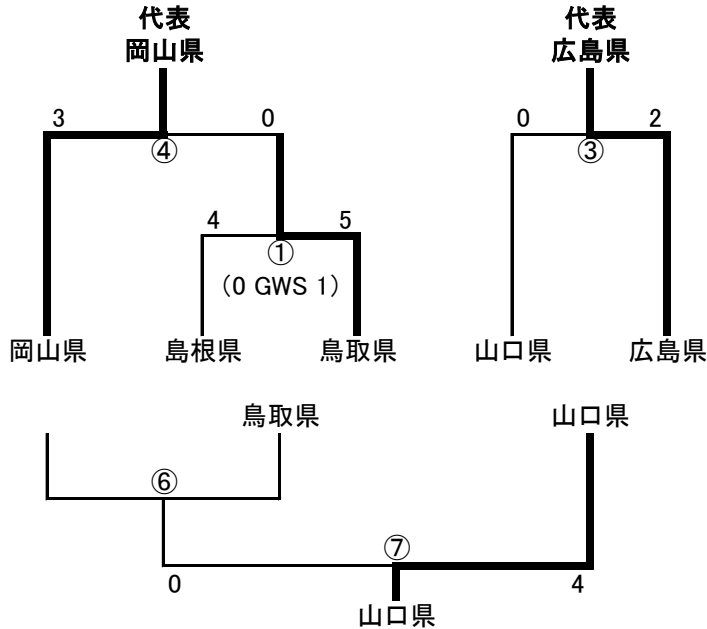 代表 代表
岡山県 広島県
3 0 0 2
④ ③
4 5
①
(0 GWS 1)
岡山県 島根県 鳥取県 山口県 広島県
鳥取県 山口県
⑥
⑦
0 4
山口県